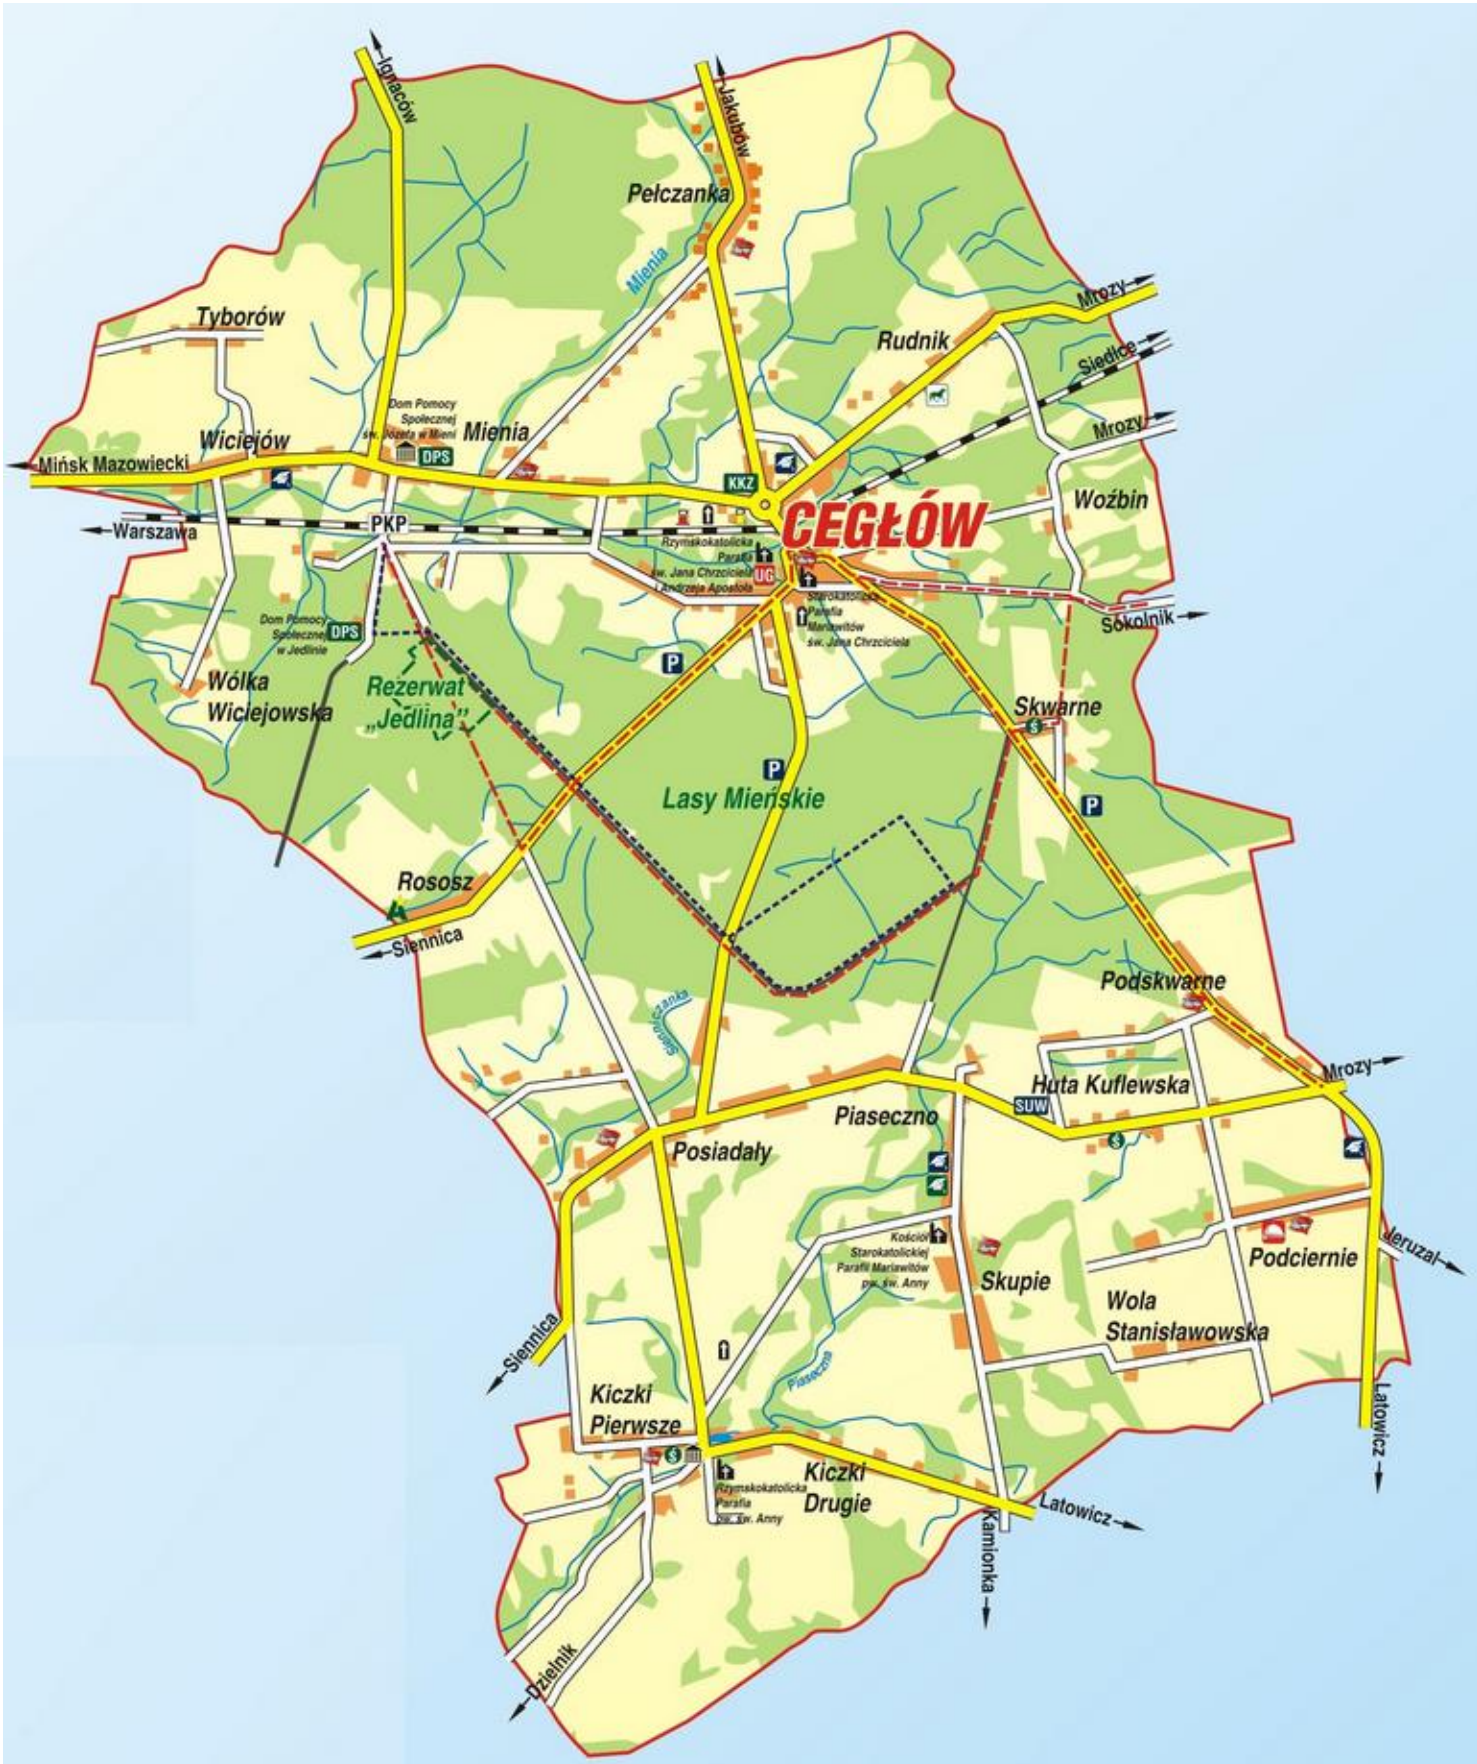 Ignaców
Jakubów
Pełczanka
Mienia
Mrozy
Tyborów
Rudnik
Siedlce
Dom Pomocy
Społecznej
św. Józefa w Mieni
DPS
Mienia
Wiciejów
Mrozy
Mińsk Mazowiecki
KKZ
Woźbin
Warszawa
PKP
CEGŁÓW
Rzymskokatolicka
Parafia
św. Jana Chrzciciela
i Andrzeja Apostoła
UG
Starokatolicka
Parafia
Mariawitów
św. Jana Chrzciciela
Sokolnik
Dom Pomocy
Społecznej
w Jedlinie
DPS
P
Wólka
Wiciejowska
Rezerwat
„Jedlina”
Skwarne
P
Lasy Mieńskie
P
Rososz
Siennica
Podskwarne
Sienniczanka
Mrozy
Huta Kuflewska
SUW
Piaseczno
Posiadały
Kościół
Starokatolickiej
Parafii Mariawitów
pw. św. Anny
Skupie
Podciernie
Jeruzal
Wola
Stanisławowska
Siennica
Piaseczna
Kiczki
Pierwsze
Latowicz
Kiczki
Drugie
Rzymskokatolicka
Parafia
pw. św. Anny
Latowicz
Kamionka
Dzielnik